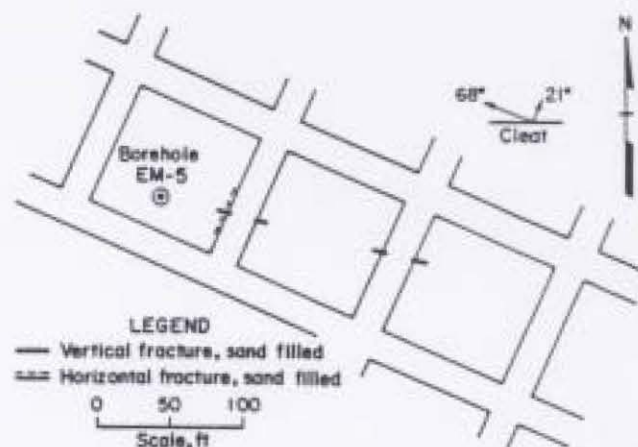 N
68° 21°
Cleat
Borehole
EM-5
LEGEND
Vertical fracture, sand filled
Horizontal fracture, sand filled
0 50 100
Scale, ft